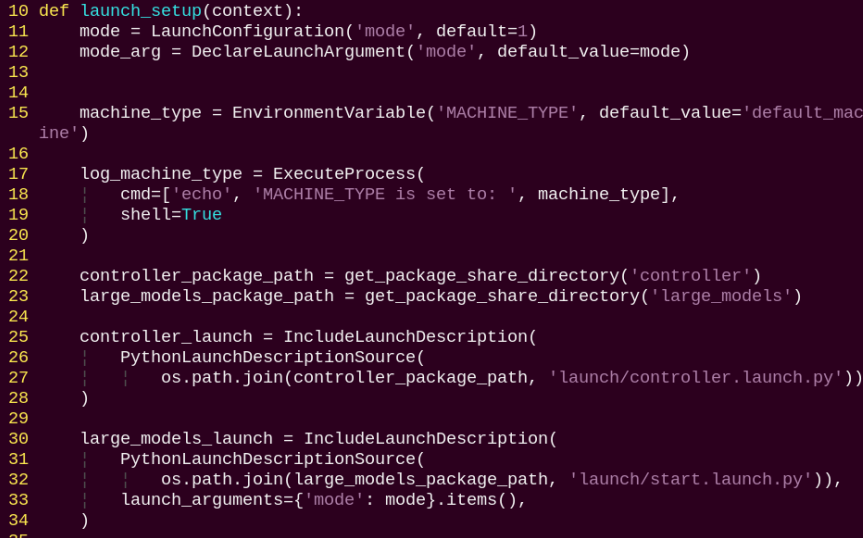 10 def launch_setup(context):
11     mode = LaunchConfiguration('mode', default=1)
12     mode_arg = DeclareLaunchArgument('mode', default_value=mode)
13
14
15     machine_type = EnvironmentVariable('MACHINE_TYPE', default_value='default_mac
   ine')
16
17     log_machine_type = ExecuteProcess(
18     ¦   cmd=['echo', 'MACHINE_TYPE is set to: ', machine_type],
19     ¦   shell=True
20     )
21
22     controller_package_path = get_package_share_directory('controller')
23     large_models_package_path = get_package_share_directory('large_models')
24
25     controller_launch = IncludeLaunchDescription(
26     ¦   PythonLaunchDescriptionSource(
27     ¦   ¦   os.path.join(controller_package_path, 'launch/controller.launch.py'))
28     )
29
30     large_models_launch = IncludeLaunchDescription(
31     ¦   PythonLaunchDescriptionSource(
32     ¦   ¦   os.path.join(large_models_package_path, 'launch/start.launch.py')),
33     ¦   launch_arguments={'mode': mode}.items(),
34     )